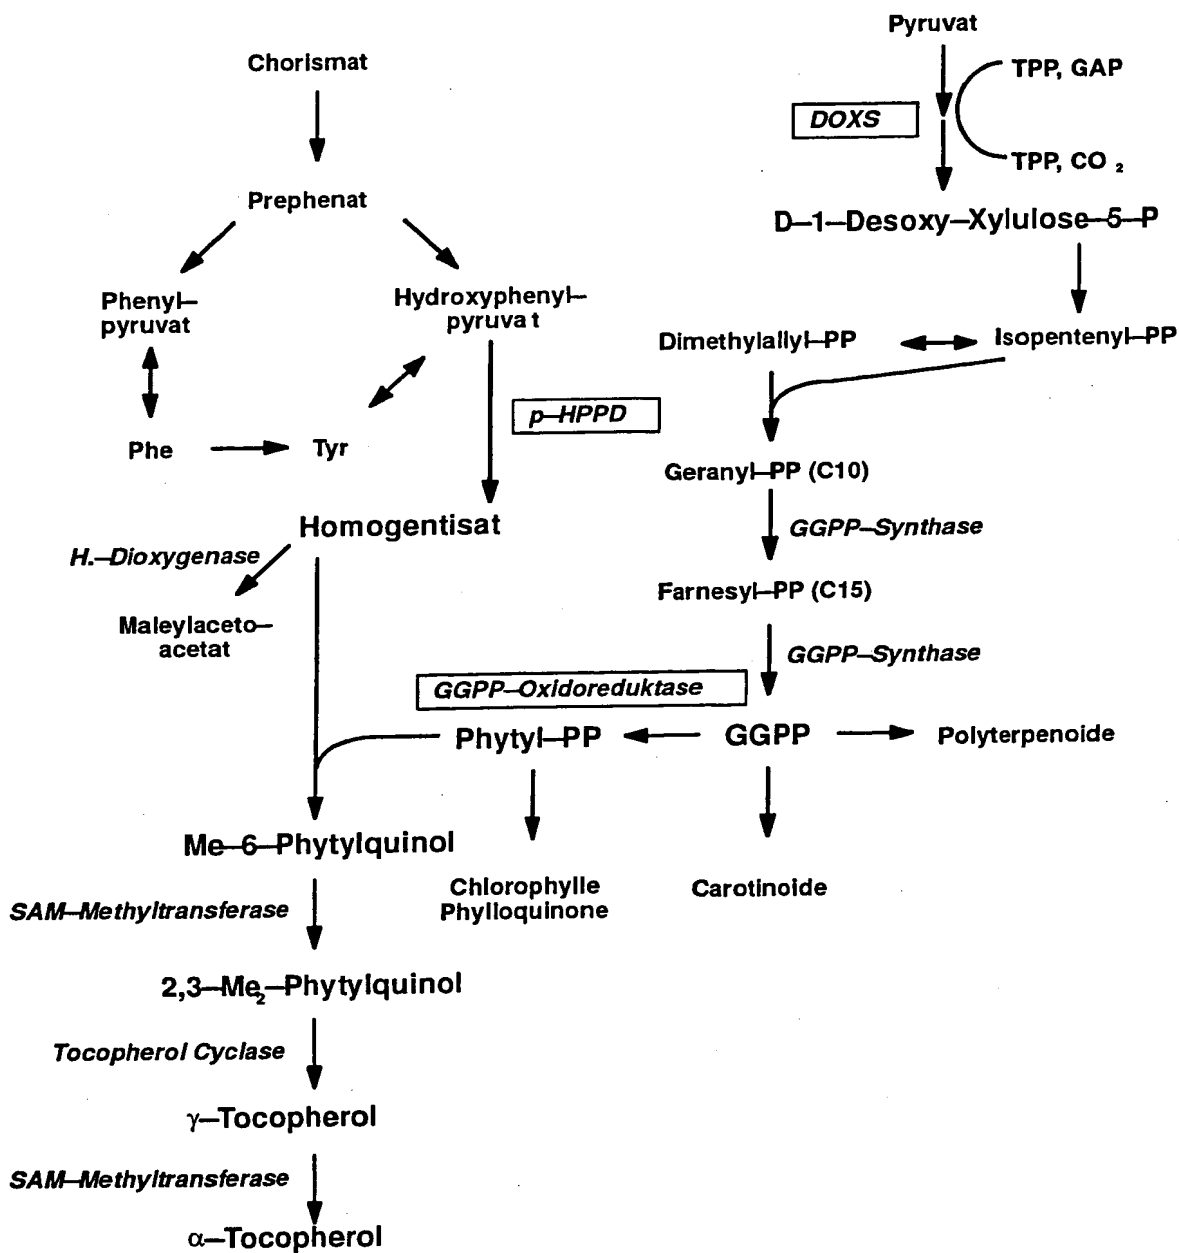 Chorismat
Prephenat
Phenyl–
pyruvat
Hydroxyphenyl–
pyruvat
Phe
Tyr
p–HPPD
Homogentisat
H.–Dioxygenase
Maleylaceto–
acetat
Pyruvat
TPP, GAP
DOXS
TPP, CO₂
D–1–Desoxy–Xylulose–5–P
Dimethylallyl–PP
Isopentenyl–PP
Geranyl–PP (C10)
GGPP–Synthase
Farnesyl–PP (C15)
GGPP–Synthase
GGPP–Oxidoreduktase
Phytyl–PP
GGPP
Polyterpenoide
Chlorophylle
Phylloquinone
Carotinoide
Me–6–Phytylquinol
SAM–Methyltransferase
2,3–Me₂–Phytylquinol
Tocopherol Cyclase
γ–Tocopherol
SAM–Methyltransferase
α–Tocopherol